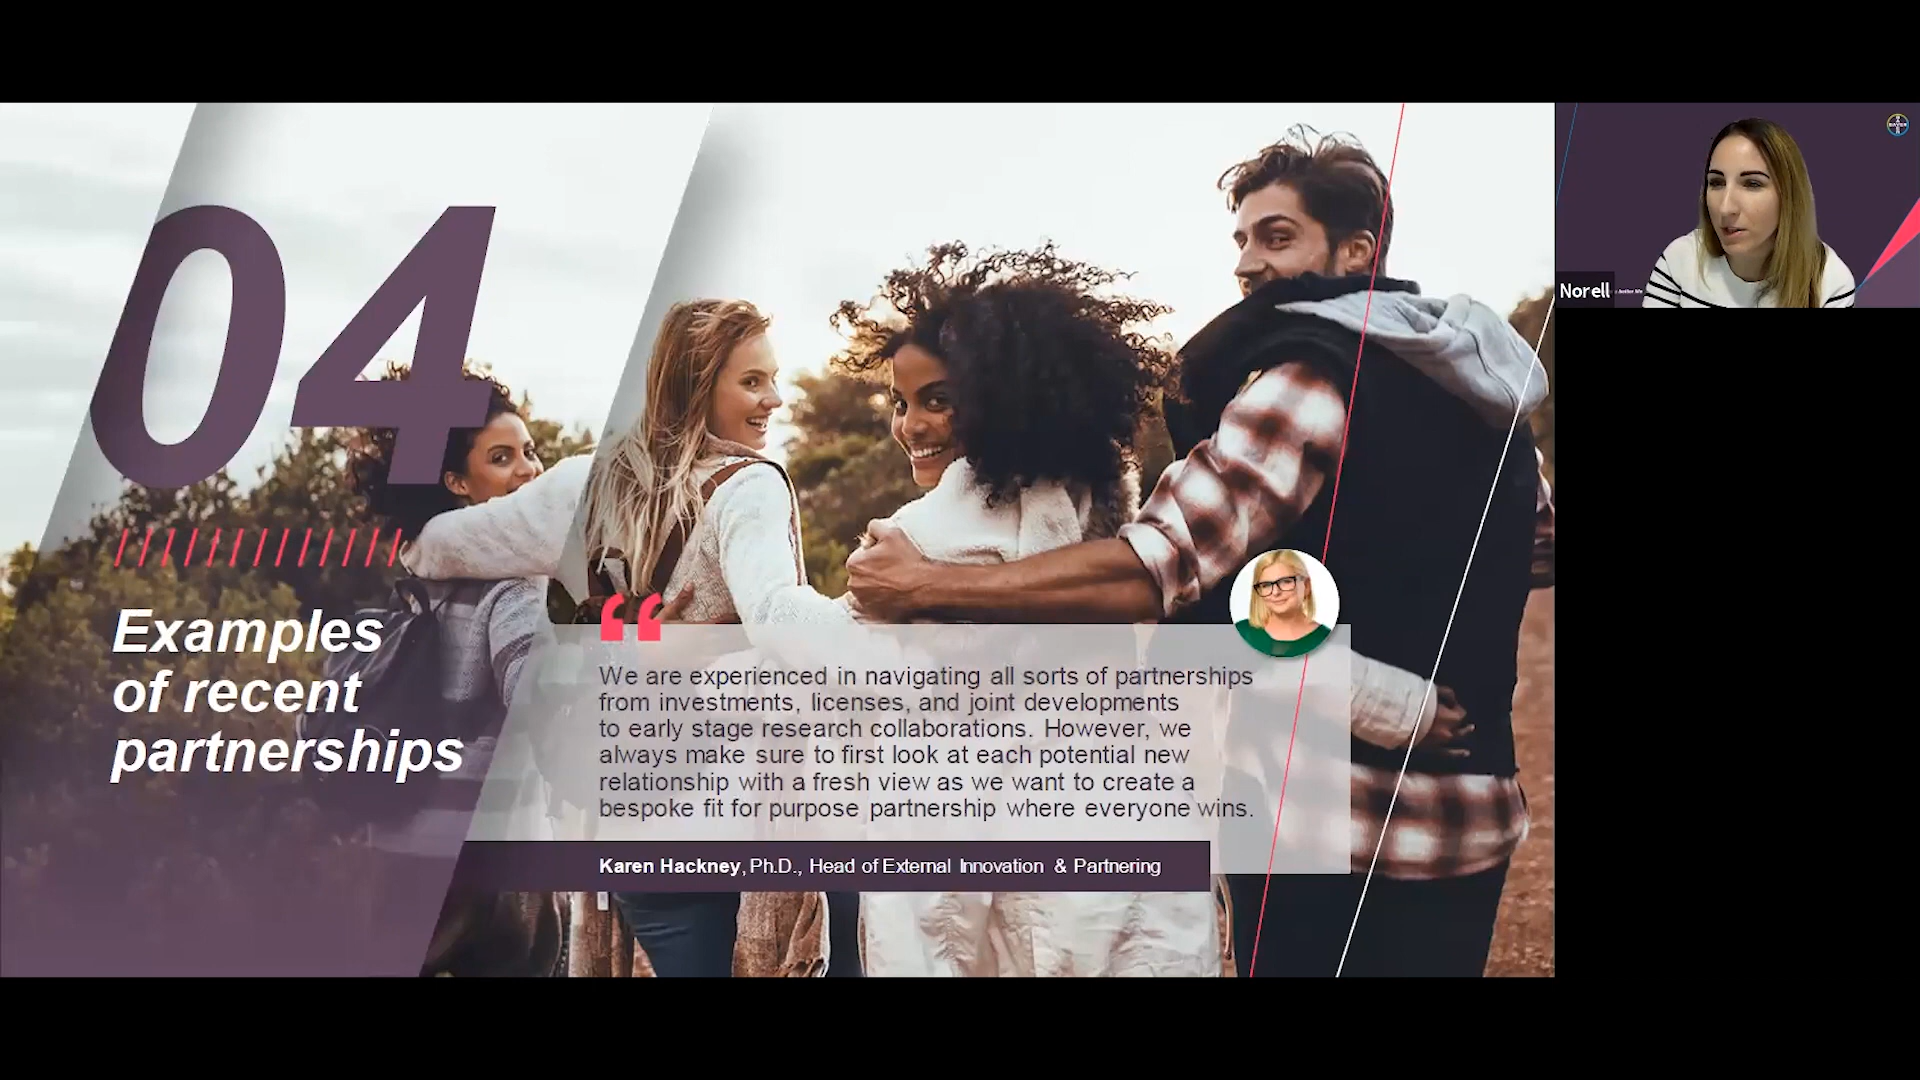 04
Examples
of recent
partnerships
We are experienced in navigating all sorts of partnerships
from investments, licenses, and joint developments
to early stage research collaborations. However, we
always make sure to first look at each potential new
relationship with a fresh view as we want to create a
bespoke fit for purpose partnership where everyone wins.
Karen Hackney, Ph.D., Head of External Innovation & Partnering
Norell